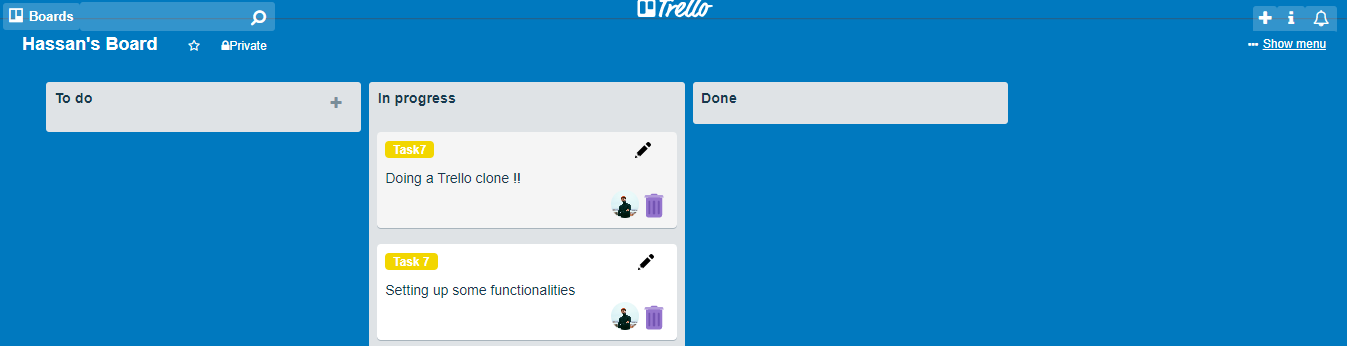 Boards
Trello
Hassan's Board
Private
Show menu
To do
In progress
Done
Task7
Doing a Trello clone !!
Task 7
Setting up some functionalities